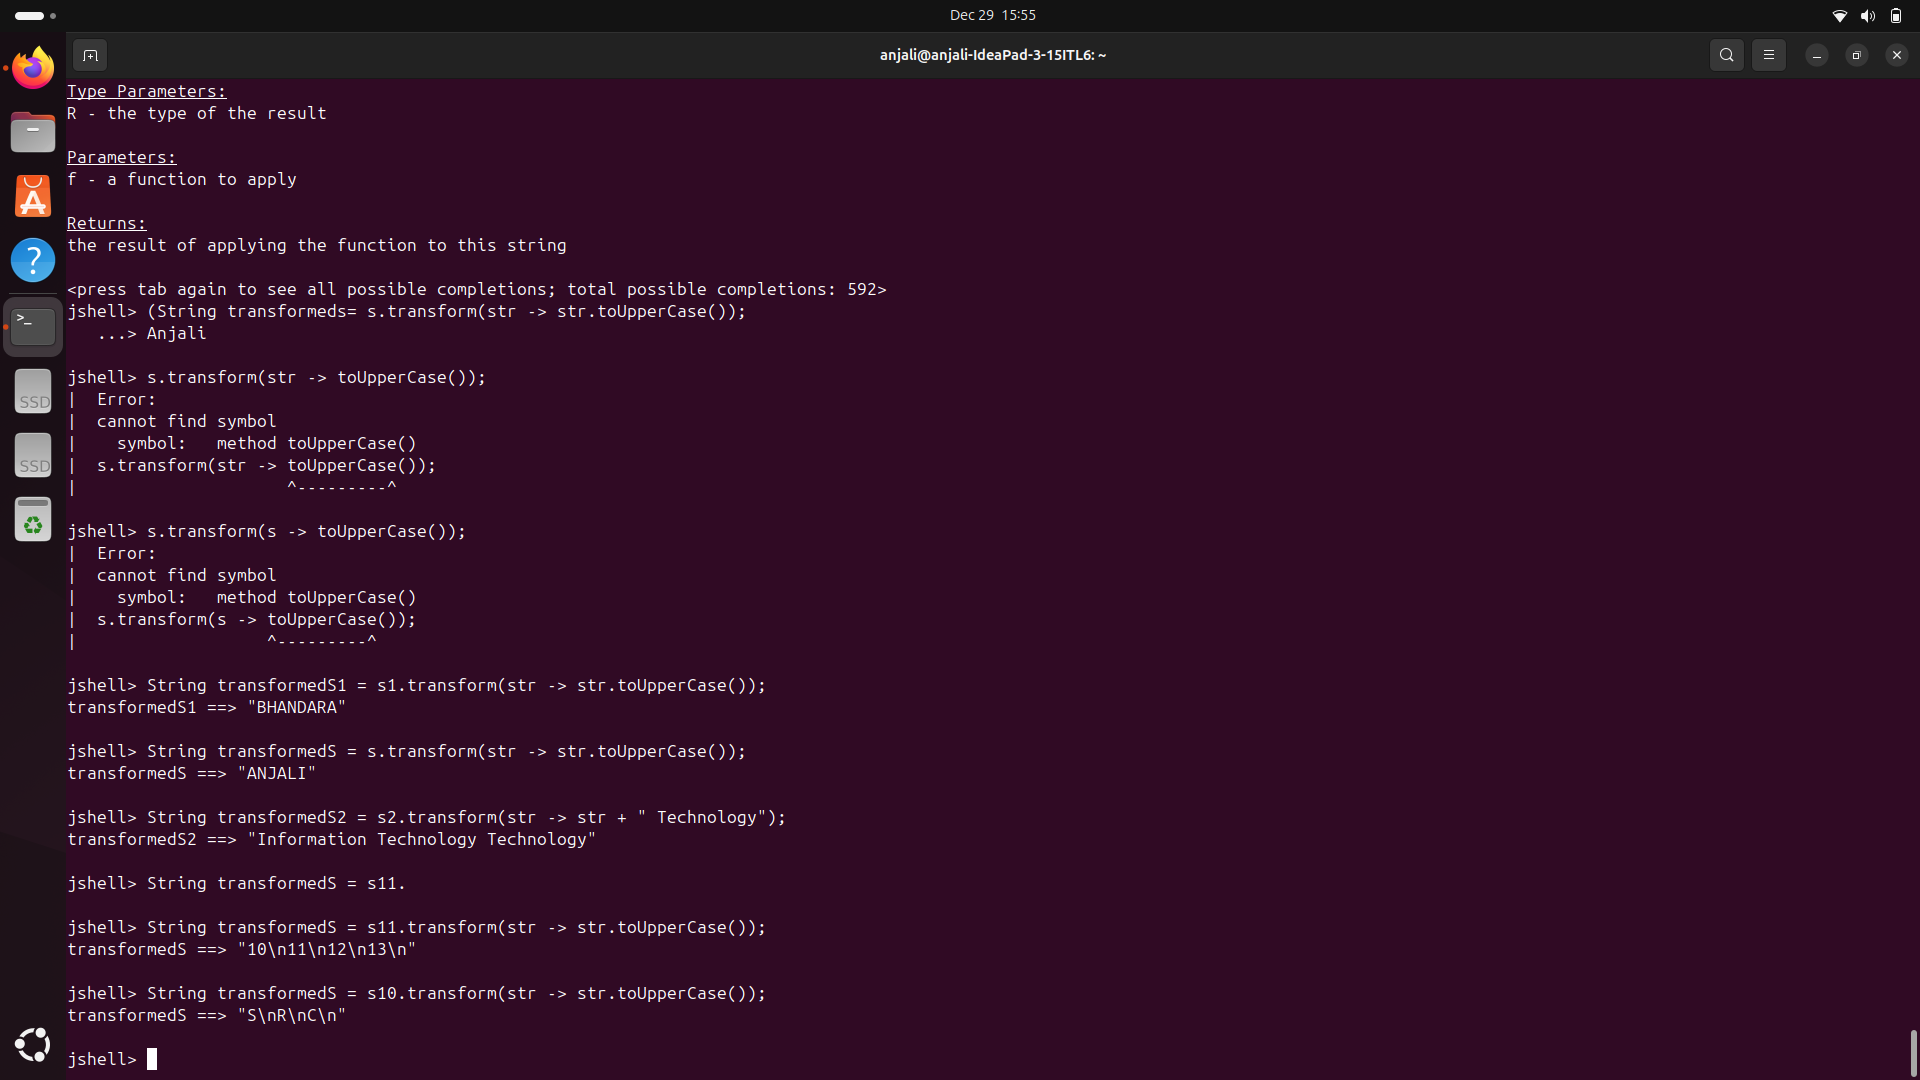 Dec 29 15:55
anjali@anjali-IdeaPad-3-15ITL6: ~
Type Parameters:
R - the type of the result
Parameters:
f - a function to apply
Returns:
the result of applying the function to this string
<press tab again to see all possible completions; total possible completions: 592>
jshell> (String transformeds= s.transform(str -> str.toUpperCase());
...> Anjali
jshell> s.transform(str -> toUpperCase());
| Error:
| cannot find symbol
| symbol: method toUpperCase()
| s.transform(str -> toUpperCase());
| ^---------^
jshell> s.transform(s -> toUpperCase());
| Error:
| cannot find symbol
| symbol: method toUpperCase()
| s.transform(s -> toUpperCase());
| ^---------^
jshell> String transformedS1 = s1.transform(str -> str.toUpperCase());
transformedS1 ==> "BHANDARA"
jshell> String transformedS = s.transform(str -> str.toUpperCase());
transformedS ==> "ANJALI"
jshell> String transformedS2 = s2.transform(str -> str + " Technology");
transformedS2 ==> "Information Technology Technology"
jshell> String transformedS = s11.
jshell> String transformedS = s11.transform(str -> str.toUpperCase());
transformedS ==> "10\n11\n12\n13\n"
jshell> String transformedS = s10.transform(str -> str.toUpperCase());
transformedS ==> "S\nR\nC\n"
jshell>
?
>_
SSD
SSD